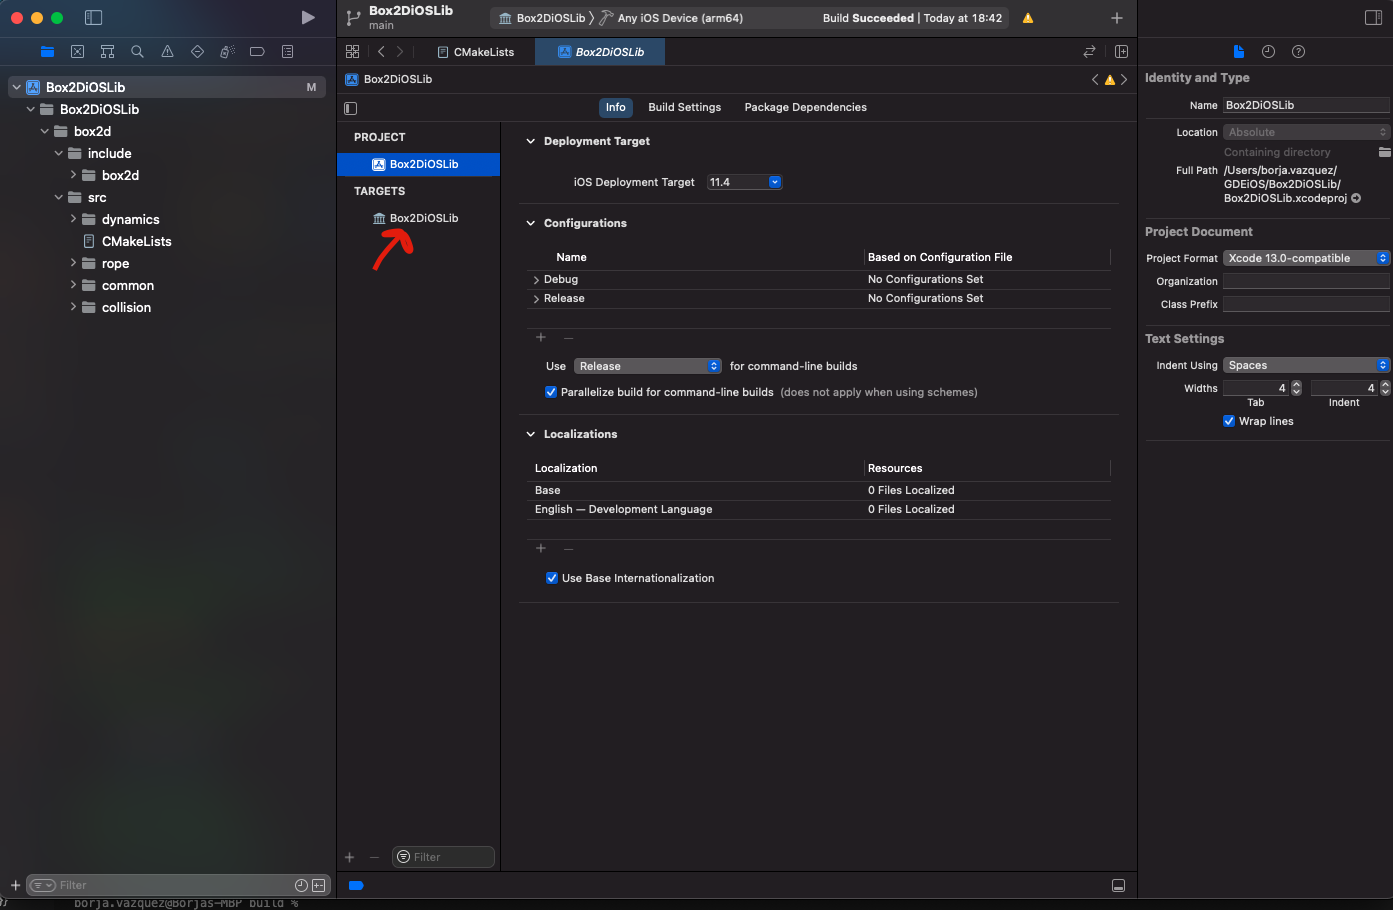 Box2DiOSLib
main
Box2DiOSLib
Any iOS Device (arm64)
Build Succeeded | Today at 18:42
CMakeLists
Box2DiOSLib
Box2DiOSLib
M
Box2DiOSLib
box2d
include
box2d
src
dynamics
CMakeLists
rope
common
collision
Filter
Box2DiOSLib
Info
Build Settings
Package Dependencies
PROJECT
Box2DiOSLib
TARGETS
Box2DiOSLib
Filter
Deployment Target
iOS Deployment Target 11.4
Configurations
Name Based on Configuration File
Debug No Configurations Set
Release No Configurations Set
Use Release for command-line builds
Parallelize build for command-line builds (does not apply when using schemes)
Localizations
Localization Resources
Base 0 Files Localized
English — Development Language 0 Files Localized
Use Base Internationalization
Identity and Type
Name Box2DiOSLib
Location Absolute
Containing directory
Full Path /Users/borja.vazquez/
GDEiOS/Box2DiOSLib/
Box2DiOSLib.xcodeproj
Project Document
Project Format Xcode 13.0-compatible
Organization
Class Prefix
Text Settings
Indent Using Spaces
Widths 4 4
Tab Indent
Wrap lines
borja.vazquez@Borjas-MBP build %